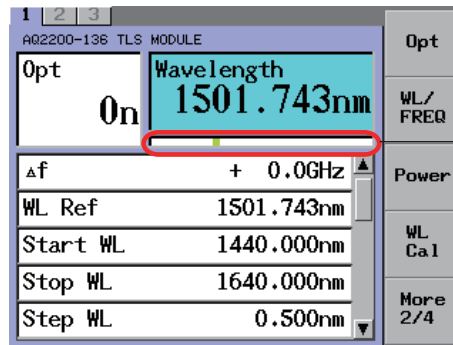 1 2 3
AQ2200-136 TLS MODULE
Opt
On
Wavelength
1501.743nm
▵f + 0.0GHz
WL Ref 1501.743nm
Start WL 1440.000nm
Stop WL 1640.000nm
Step WL 0.500nm
Opt
WL/
FREQ
Power
WL
Cal
More
2/4